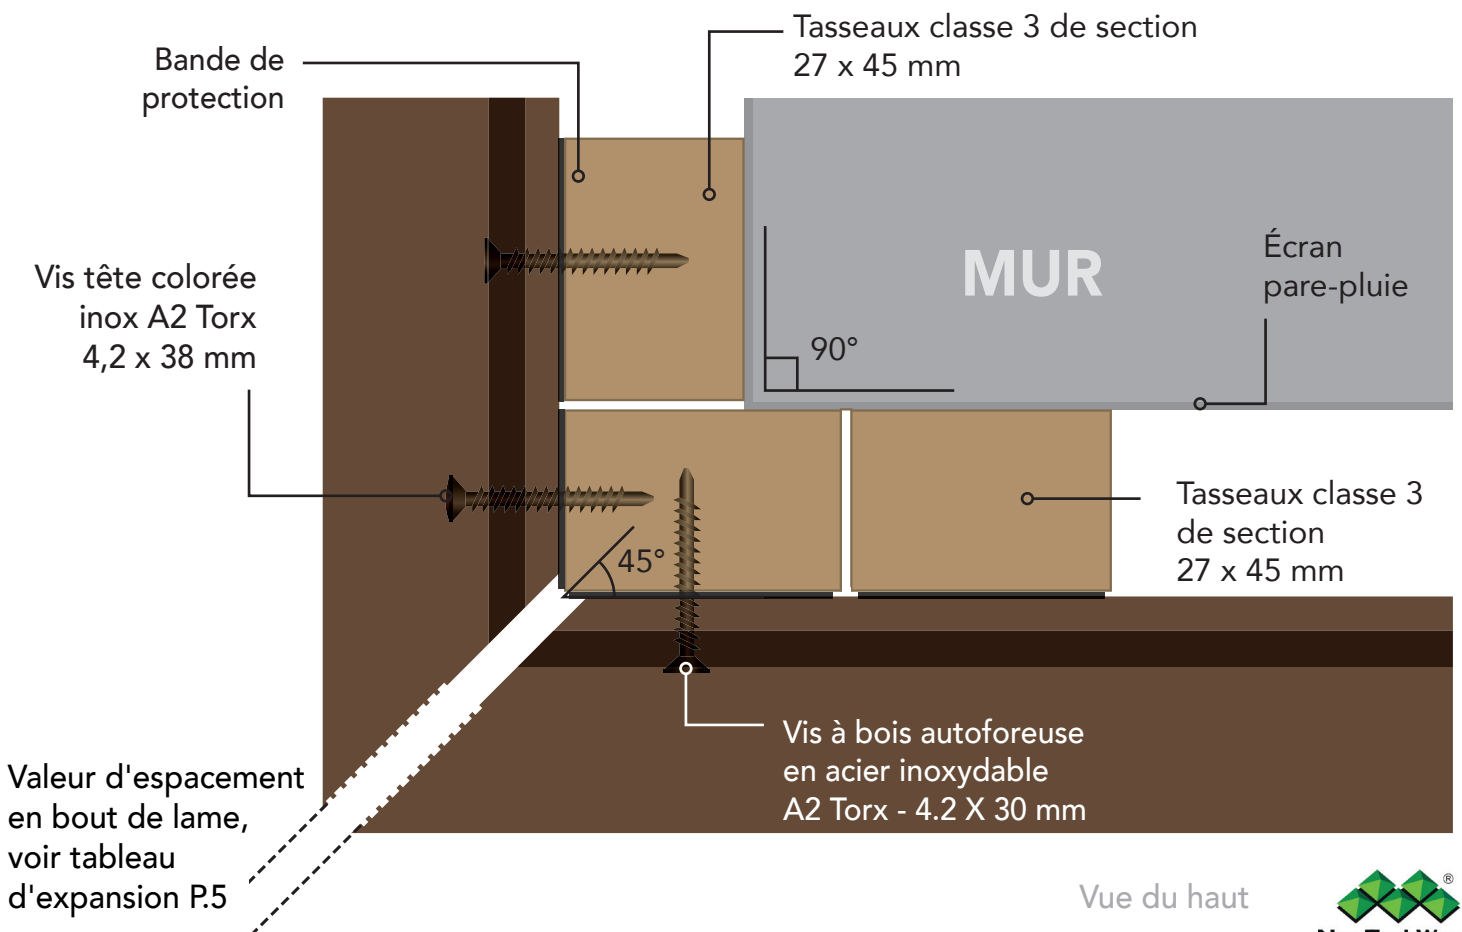 Tasseaux classe 3 de section
27 x 45 mm
Bande de
protection
Vis tête colorée
inox A2 Torx
4,2 x 38 mm
MUR
90°
Écran
pare-pluie
45°
Tasseaux classe 3
de section
27 x 45 mm
Vis à bois autoforeuse
en acier inoxydable
A2 Torx - 4.2 X 30 mm
Valeur d'espacement
en bout de lame,
voir tableau
d'expansion P.5
Vue du haut
®